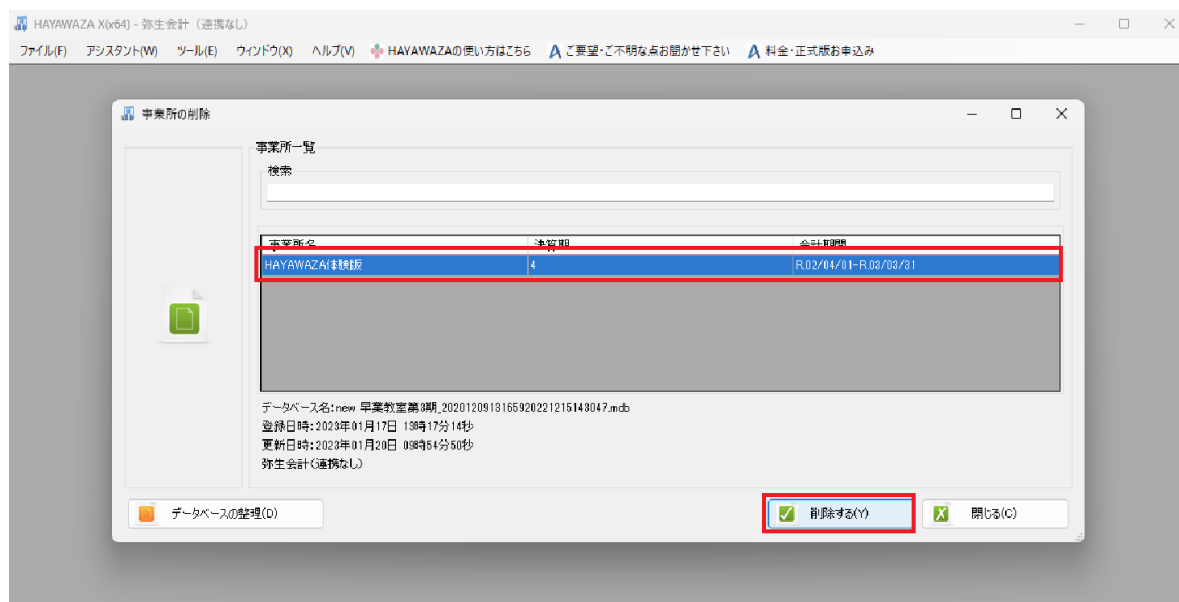 HAYAWAZA X(x64) - 弥生会計（連携なし）
ファイル(F) アシスタント(W) ツール(E) ウィンドウ(X) ヘルプ(V) HAYAWAZAの使い方はこちら ご要望・ご不明な点お聞かせ下さい 料金・正式版お申込み
事業所の削除
事業所一覧
検索
事業所名 決算期 会計期間
HAYAWAZA体験版 4 R.02/04/01-R.03/03/31
データベース名:new 早業教室第3期_2020120913165920221215143047.mdb
登録日時:2023年01月17日 13時17分14秒
更新日時:2023年01月20日 09時54分50秒
弥生会計(連携なし)
データベースの整理(D) 削除する(Y) 閉じる(C)